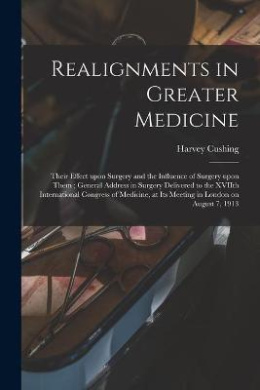 Realignments in
Greater
Medicine
Harvey Cushing
Their Effect upon Surgery and the Influence of Surgery upon
Them ; General Address in Surgery Delivered to the XVIIth
International Congress of Medicine, at Its Meeting in London on
August 7, 1913